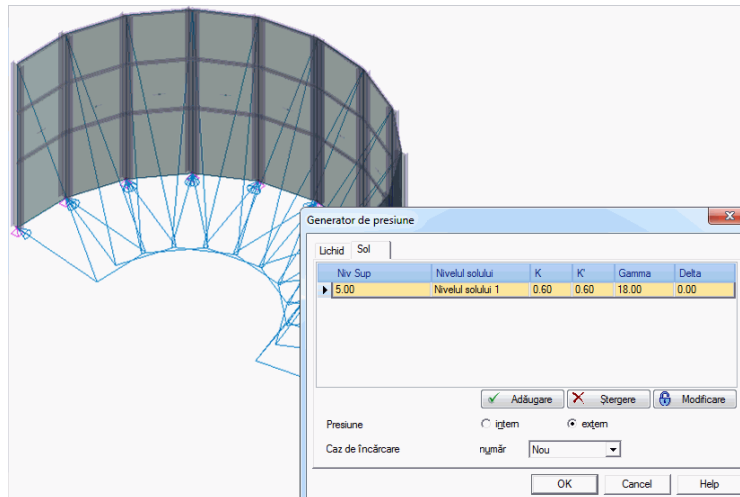 Generator de presiune
Lichid Sol
Niv Sup Nivelul solului K K' Gamma Delta
5.00 Nivelul solului 1 0.60 0.60 18.00 0.00
Adăugare Ștergere Modificare
Presiune intern extern
Caz de încărcare număr Nou
OK Cancel Help